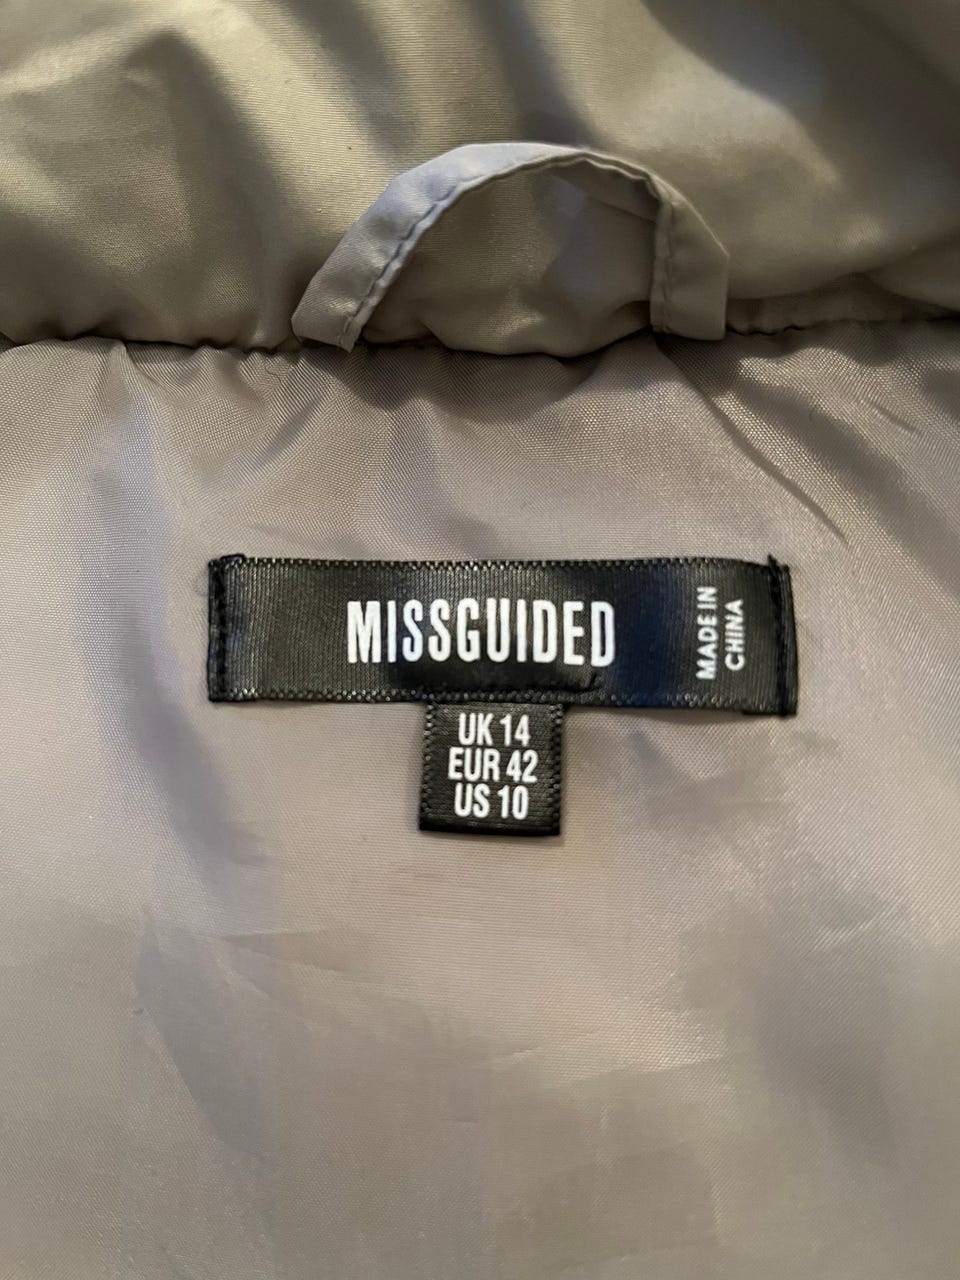 MISSGUIDED
MADE IN
CHINA
UK 14
EUR 42
US 10